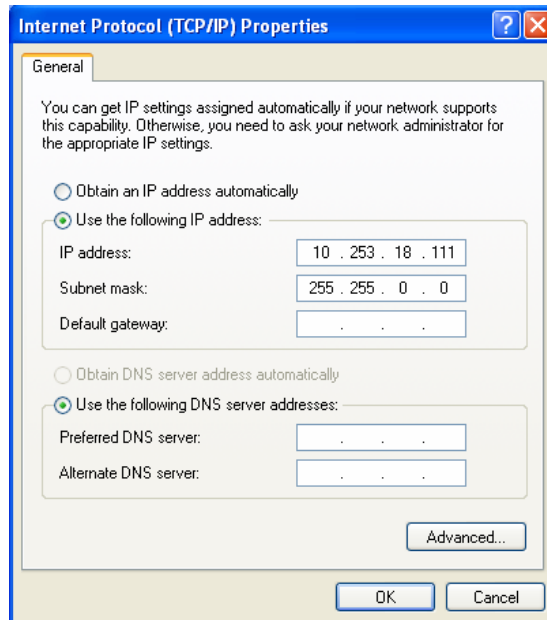 Internet Protocol (TCP/IP) Properties
General
You can get IP settings assigned automatically if your network supports
this capability. Otherwise, you need to ask your network administrator for
the appropriate IP settings.
Obtain an IP address automatically
Use the following IP address:
IP address: 10 . 253 . 18 . 111
Subnet mask: 255 . 255 . 0 . 0
Default gateway: . . .
Obtain DNS server address automatically
Use the following DNS server addresses:
Preferred DNS server: . . .
Alternate DNS server: . . .
Advanced...
OK Cancel